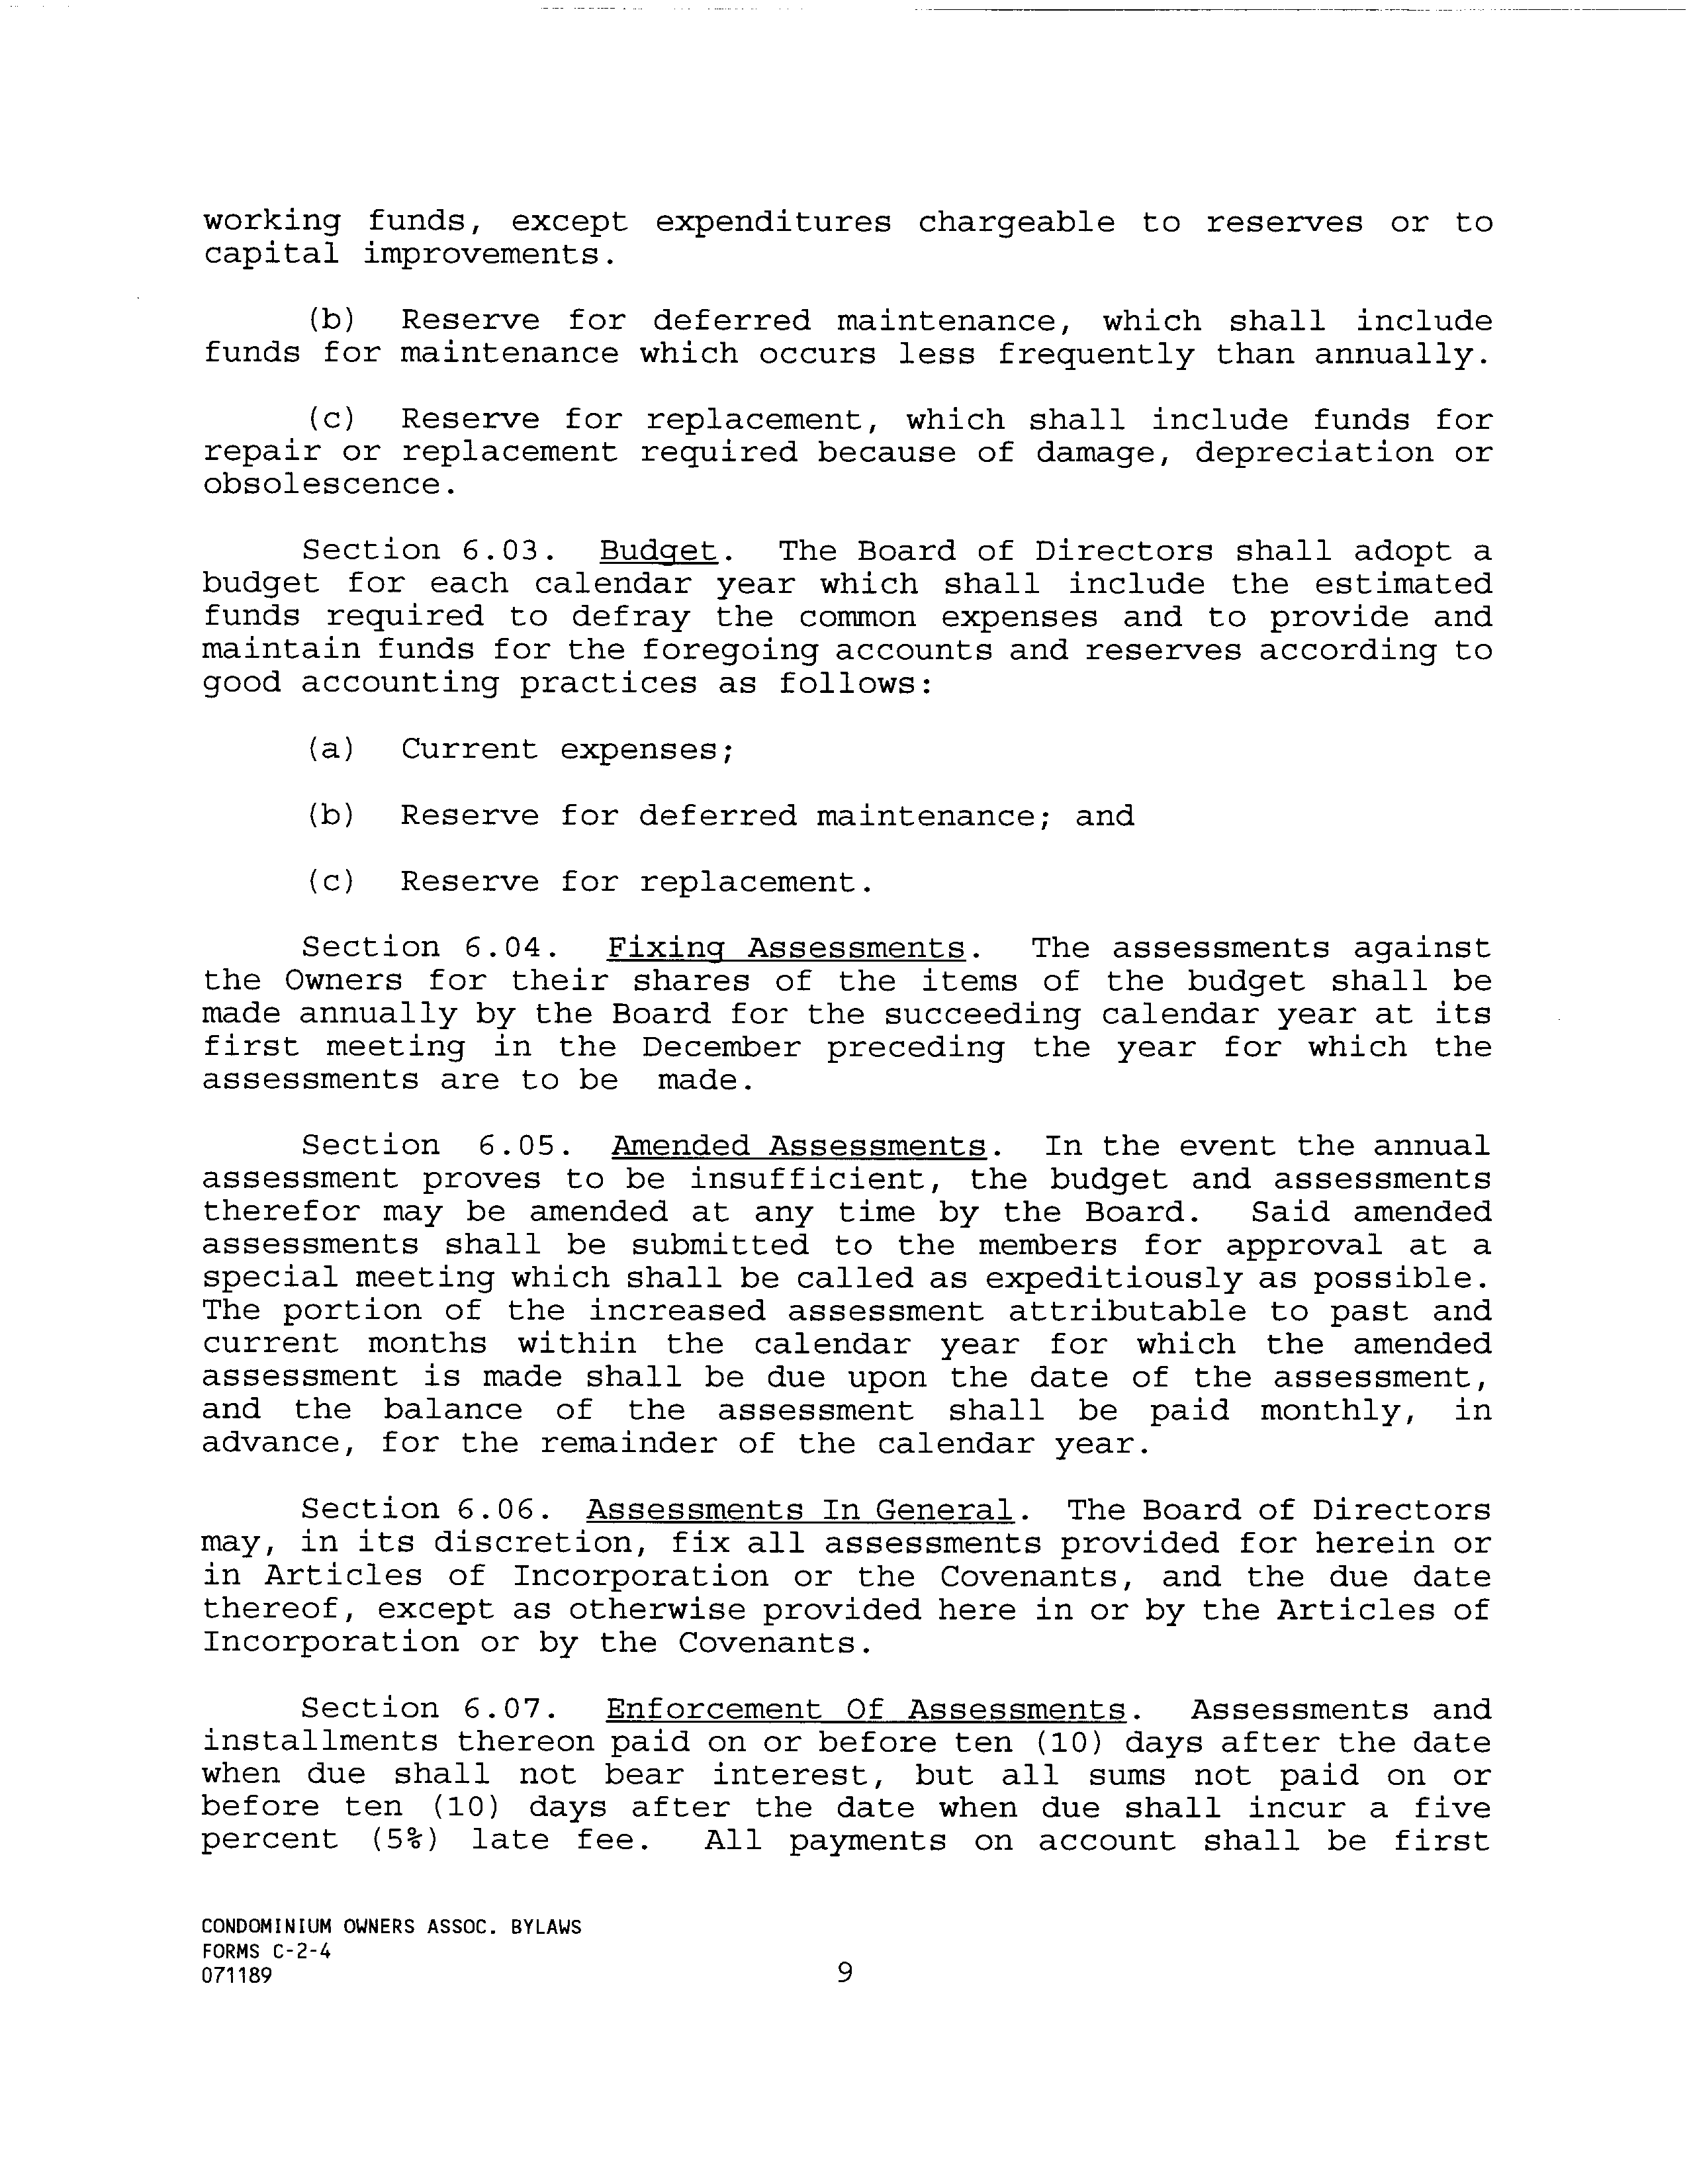 working funds, except expenditures chargeable to reserves or to
capital improvements.
(b) Reserve for deferred maintenance, which shall include
funds for maintenance which occurs less frequently than annually.
(c) Reserve for replacement, which shall include funds for
repair or replacement required because of damage, depreciation or
obsolescence.
Section 6.03. Budget. The Board of Directors shall adopt a
budget for each calendar year which shall include the estimated
funds required to defray the common expenses and to provide and
maintain funds for the foregoing accounts and reserves according to
good accounting practices as follows:
(a) Current expenses;
(b) Reserve for deferred maintenance; and
(c) Reserve for replacement.
Section 6.04. Fixing Assessments. The assessments against
the Owners for their shares of the items of the budget shall be
made annually by the Board for the succeeding calendar year at its
first meeting in the December preceding the year for which the
assessments are to be made.
Section 6.05. Amended Assessments. In the event the annual
assessment proves to be insufficient, the budget and assessments
therefor may be amended at any time by the Board. Said amended
assessments shall be submitted to the members for approval at a
special meeting which shall be called as expeditiously as possible.
The portion of the increased assessment attributable to past and
current months within the calendar year for which the amended
assessment is made shall be due upon the date of the assessment,
and the balance of the assessment shall be paid monthly, in
advance, for the remainder of the calendar year.
Section 6.06. Assessments In General. The Board of Directors
may, in its discretion, fix all assessments provided for herein or
in Articles of Incorporation or the Covenants, and the due date
thereof, except as otherwise provided here in or by the Articles of
Incorporation or by the Covenants.
Section 6.07. Enforcement Of Assessments. Assessments and
installments thereon paid on or before ten (10) days after the date
when due shall not bear interest, but all sums not paid on or
before ten (10) days after the date when due shall incur a five
percent (5%) late fee. All payments on account shall be first
CONDOMINIUM OWNERS ASSOC. BYLAWS
FORMS C-2-4
071189
9